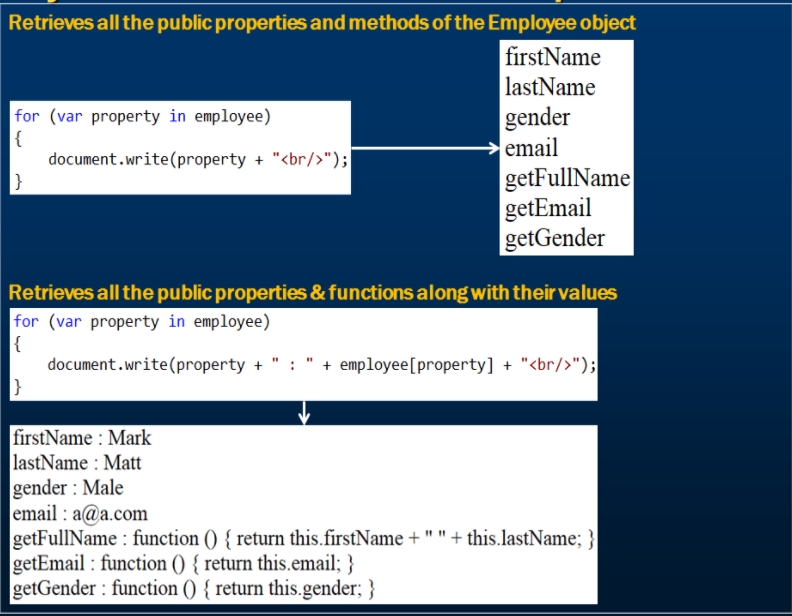 Retrieves all the public properties and methods of the Employee object
for (var property in employee)
{
document.write(property + "<br/>");
}
firstName
lastName
gender
email
getFullName
getEmail
getGender
Retrieves all the public properties & functions along with their values
for (var property in employee)
{
document.write(property + " : " + employee[property] + "<br/>");
}
firstName : Mark
lastName : Matt
gender : Male
email : a@a.com
getFullName : function () { return this.firstName + " " + this.lastName; }
getEmail : function () { return this.email; }
getGender : function () { return this.gender; }